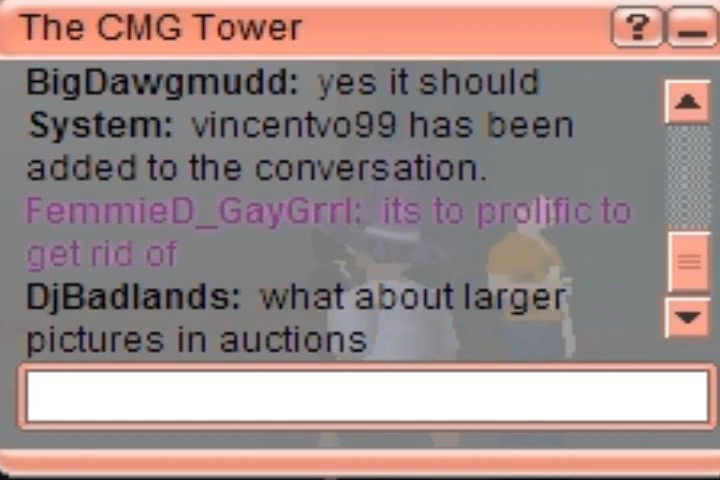 The CMG Tower
?
BigDawgmudd: yes it should
System: vincentvo99 has been
added to the conversation.
FemmieD_GayGrrl: its to prolific to
get rid of
DjBadlands: what about larger
pictures in auctions